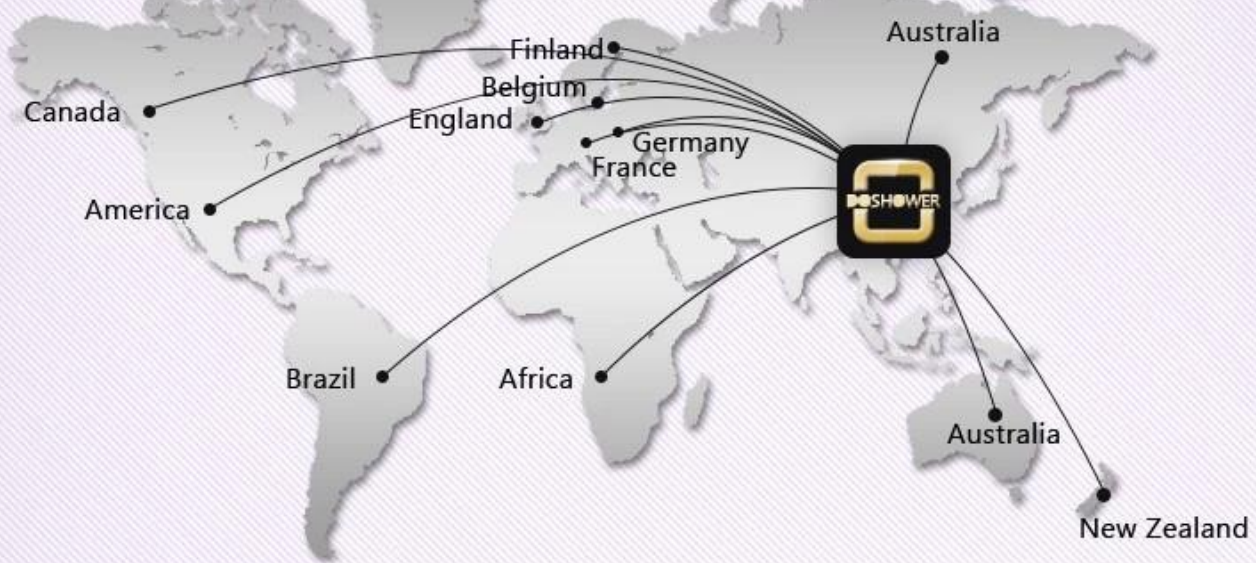 Australia
Finland
Belgium
Canada
England
Germany
France
DOSHOWER
America
Brazil
Africa
Australia
New Zealand